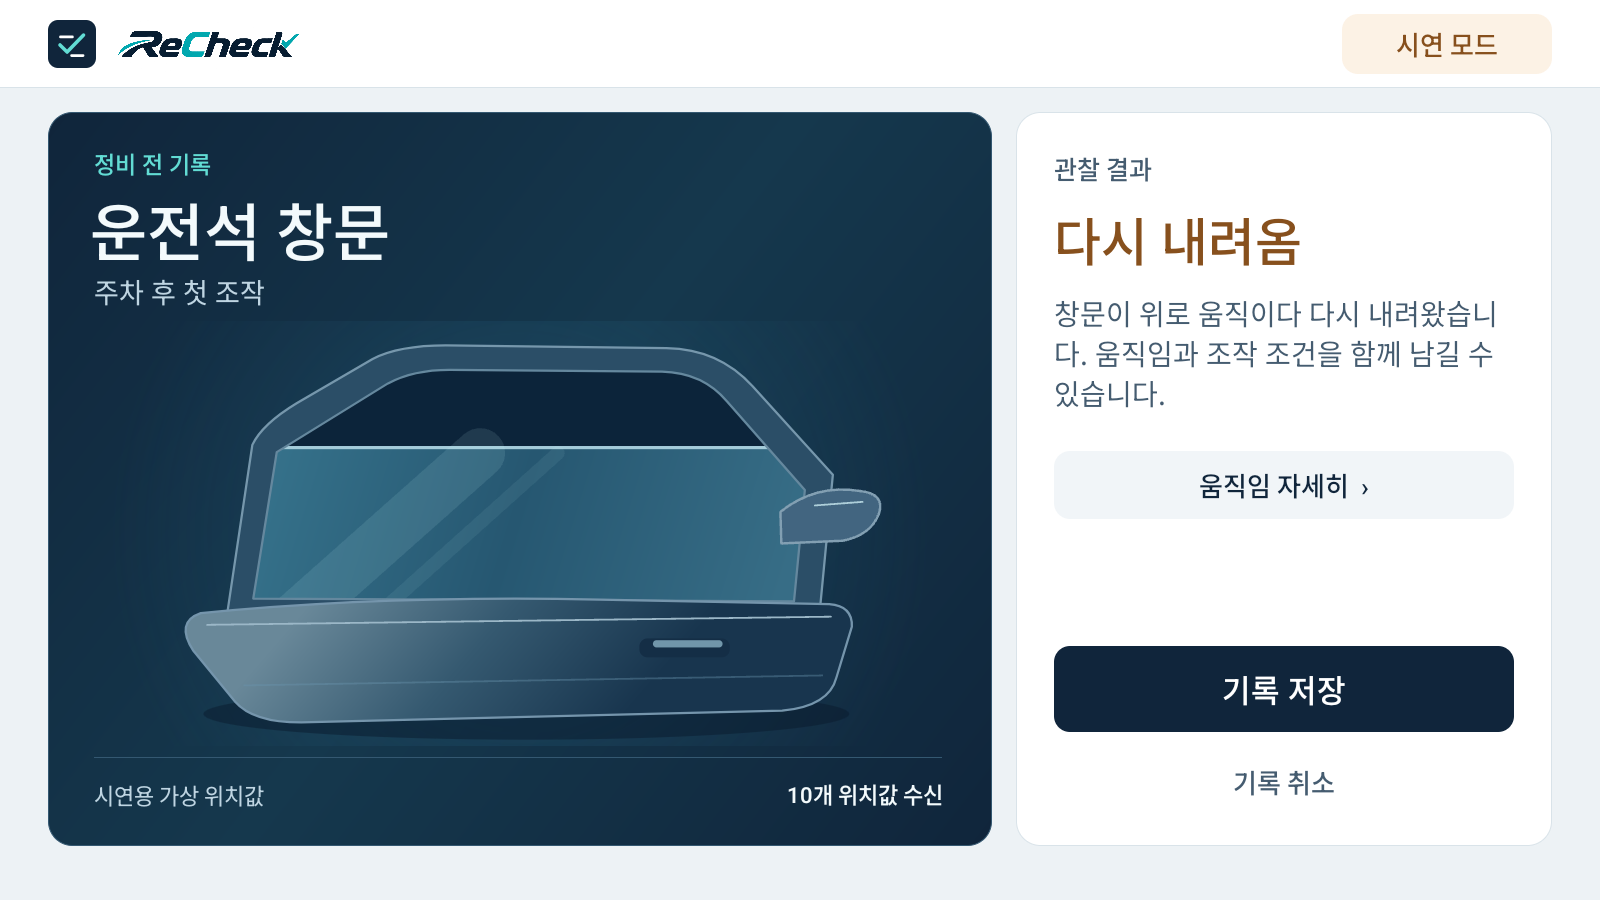 ReCheck
시연 모드
정비 전 기록
운전석 창문
주차 후 첫 조작
시연용 가상 위치값
10개 위치값 수신
관찰 결과
다시 내려옴
창문이 위로 움직이다 다시 내려왔습니
다. 움직임과 조작 조건을 함께 남길 수
있습니다.
움직임 자세히 ›
기록 저장
기록 취소